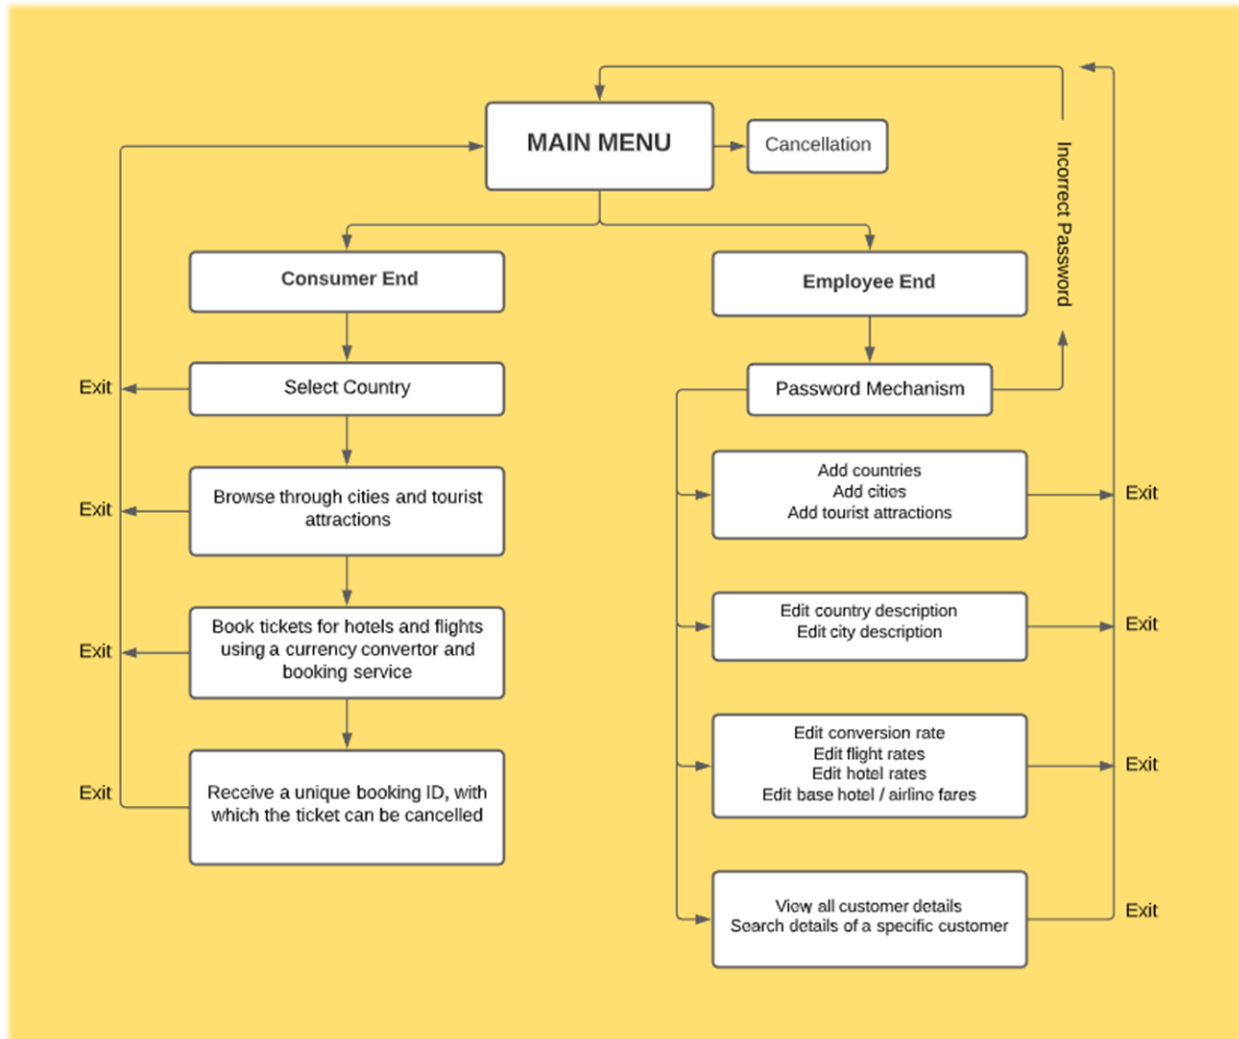 MAIN MENU
Cancellation
Incorrect Password
Consumer End
Employee End
Exit
Select Country
Password Mechanism
Exit
Browse through cities and tourist
attractions
Add countries
Add cities
Add tourist attractions
Exit
Exit
Book tickets for hotels and flights
using a currency convertor and
booking service
Edit country description
Edit city description
Exit
Exit
Receive a unique booking ID, with
which the ticket can be cancelled
Edit conversion rate
Edit flight rates
Edit hotel rates
Edit base hotel / airline fares
Exit
View all customer details
Search details of a specific customer
Exit